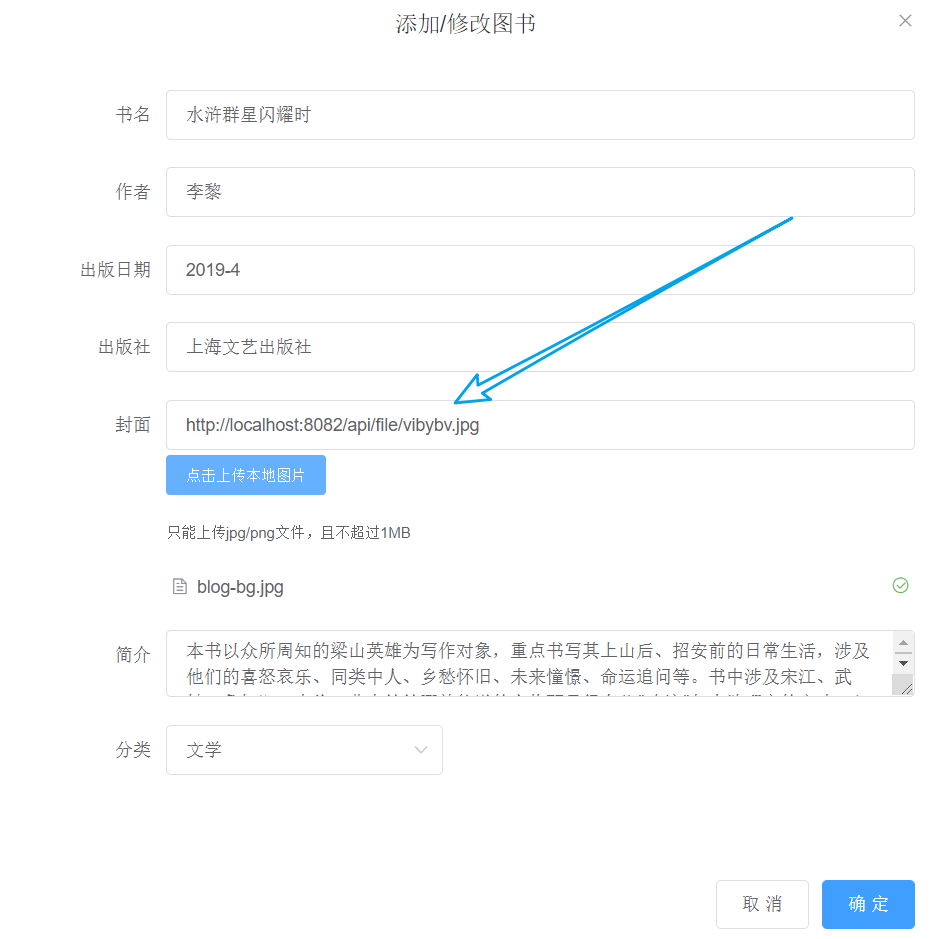 添加/修改图书
书名
水浒群星闪耀时
作者
李黎
出版日期
2019-4
出版社
上海文艺出版社
封面
http://localhost:8082/api/file/vibybv.jpg
点击上传本地图片
只能上传jpg/png文件，且不超过1MB
blog-bg.jpg
简介
本书以众所周知的梁山英雄为写作对象，重点书写其上山后、招安前的日常生活，涉及
他们的喜怒哀乐、同类中人、乡愁怀旧、未来憧憬、命运追问等。书中涉及宋江、武
分类
文学
取 消
确 定